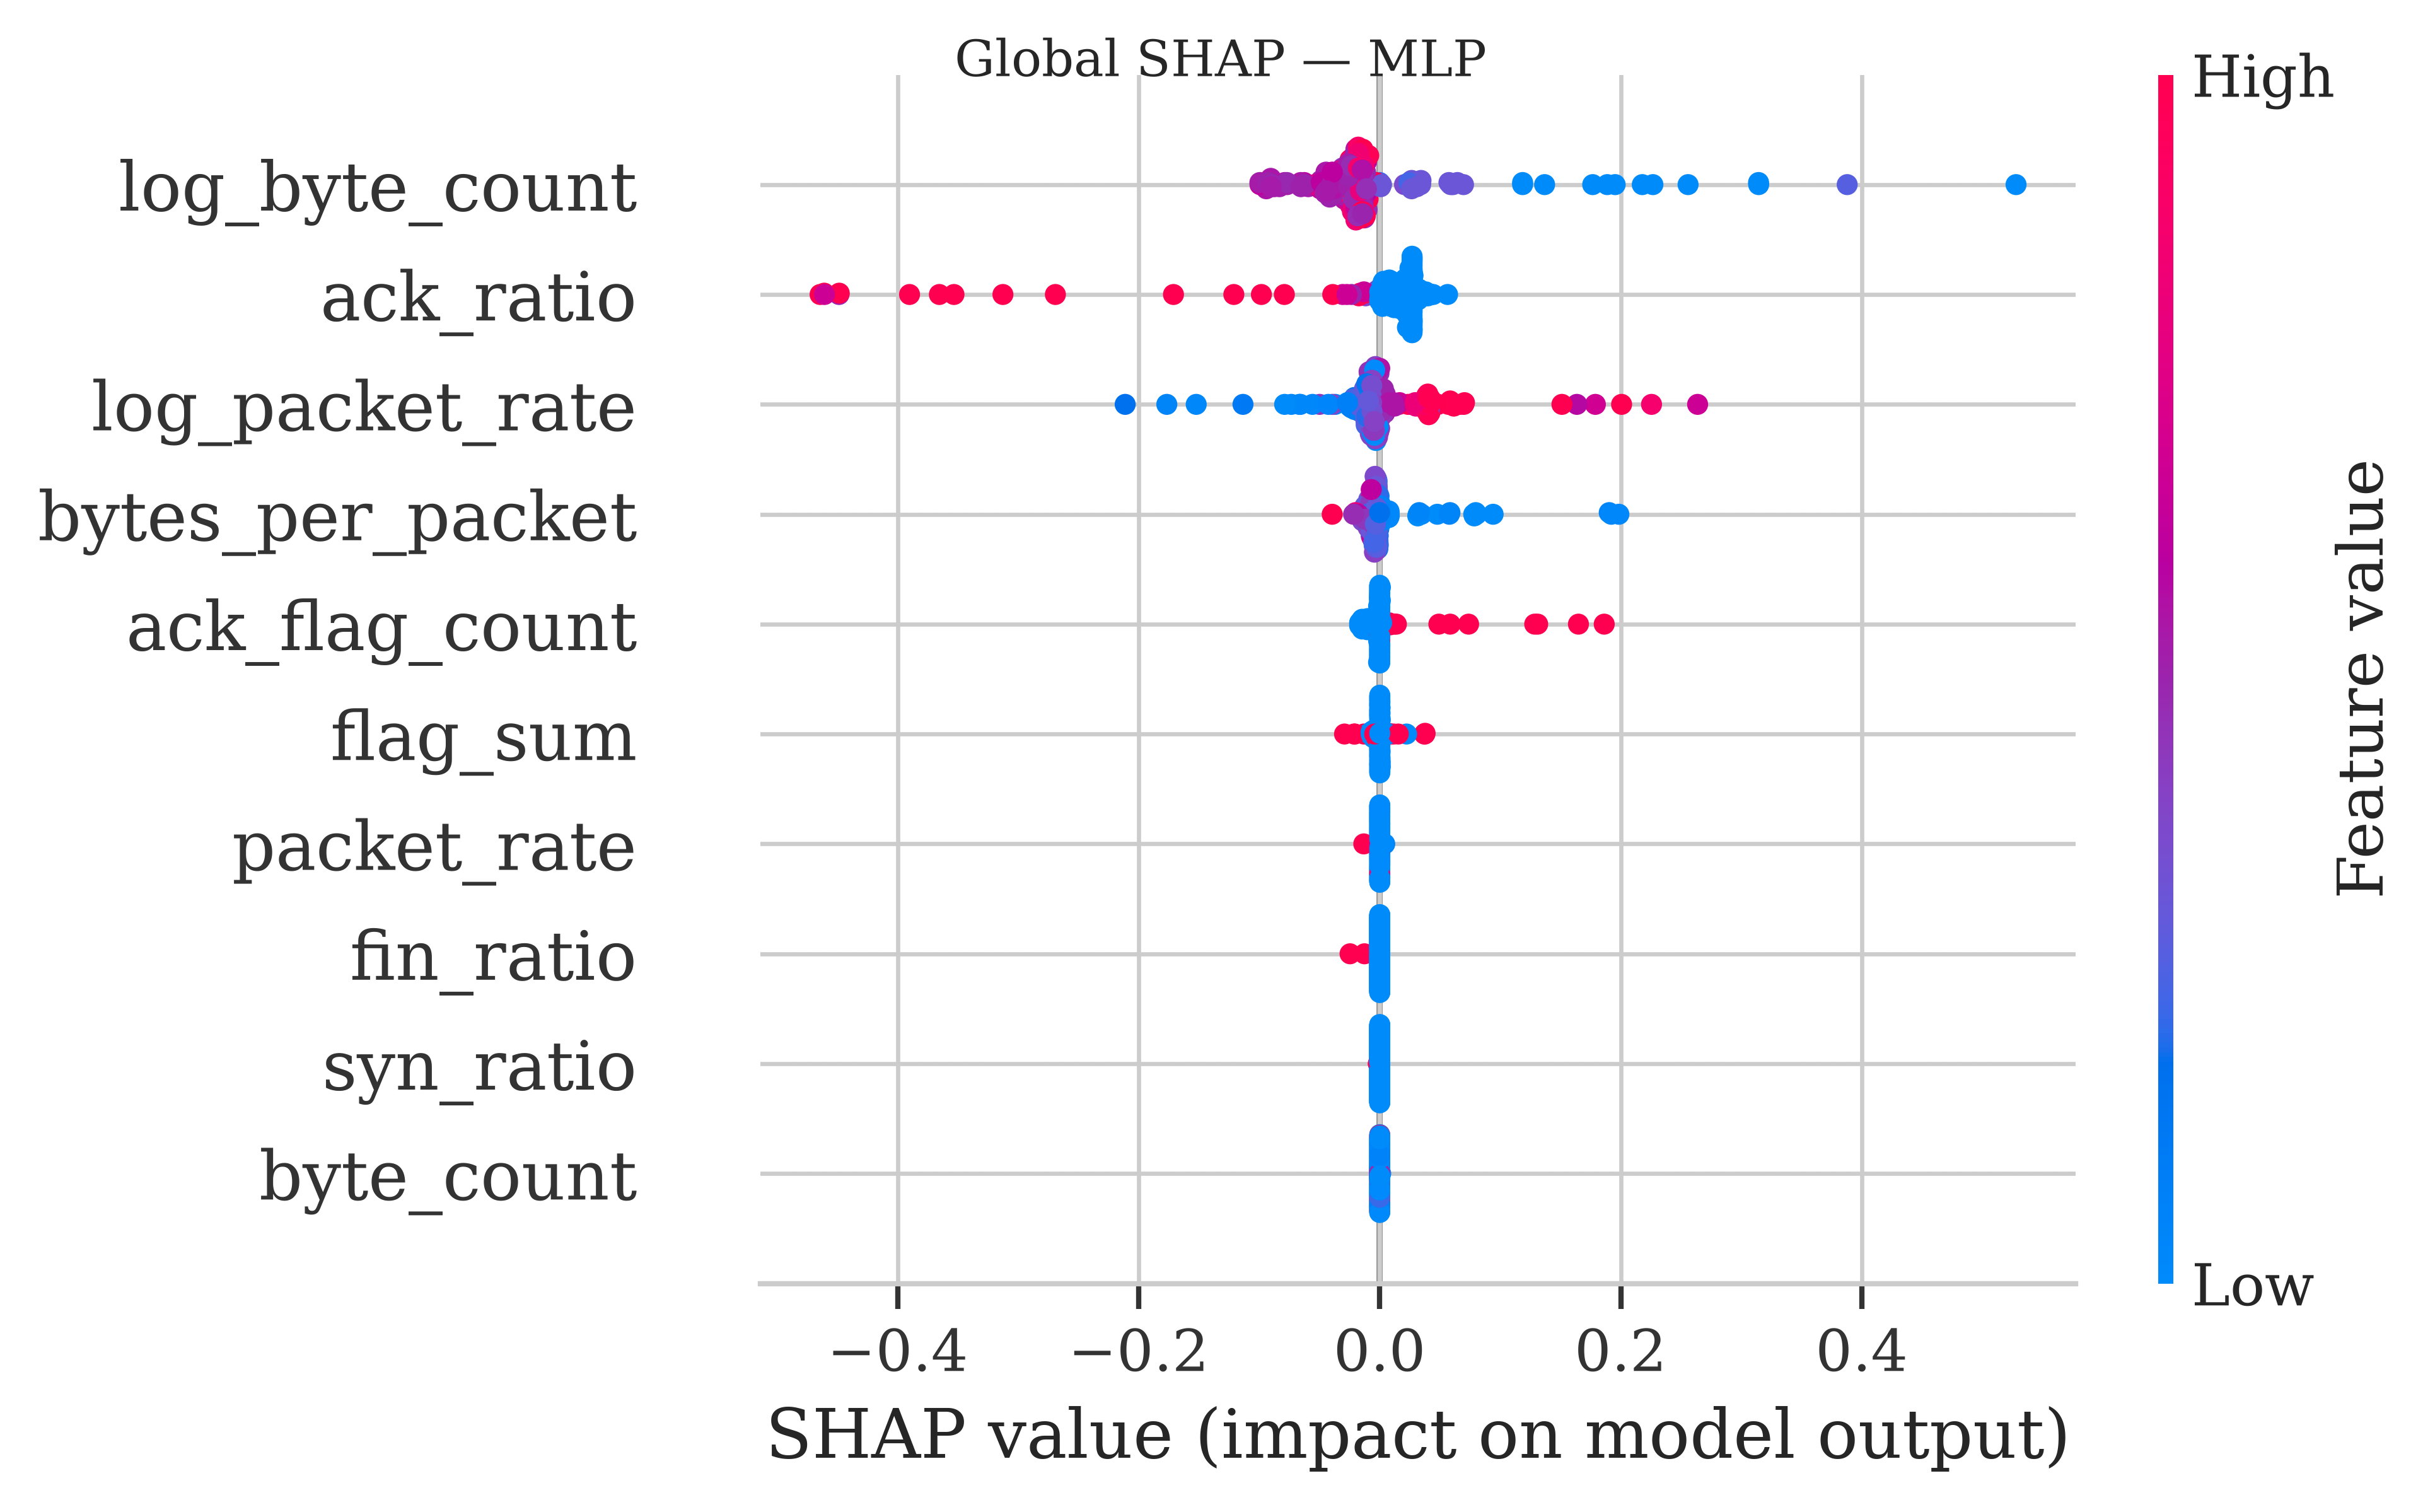 Global SHAP — MLP
High
log_byte_count
ack_ratio
log_packet_rate
bytes_per_packet
ack_flag_count
flag_sum
packet_rate
fin_ratio
syn_ratio
byte_count
Feature value
Low
−0.4 −0.2 0.0 0.2 0.4
SHAP value (impact on model output)